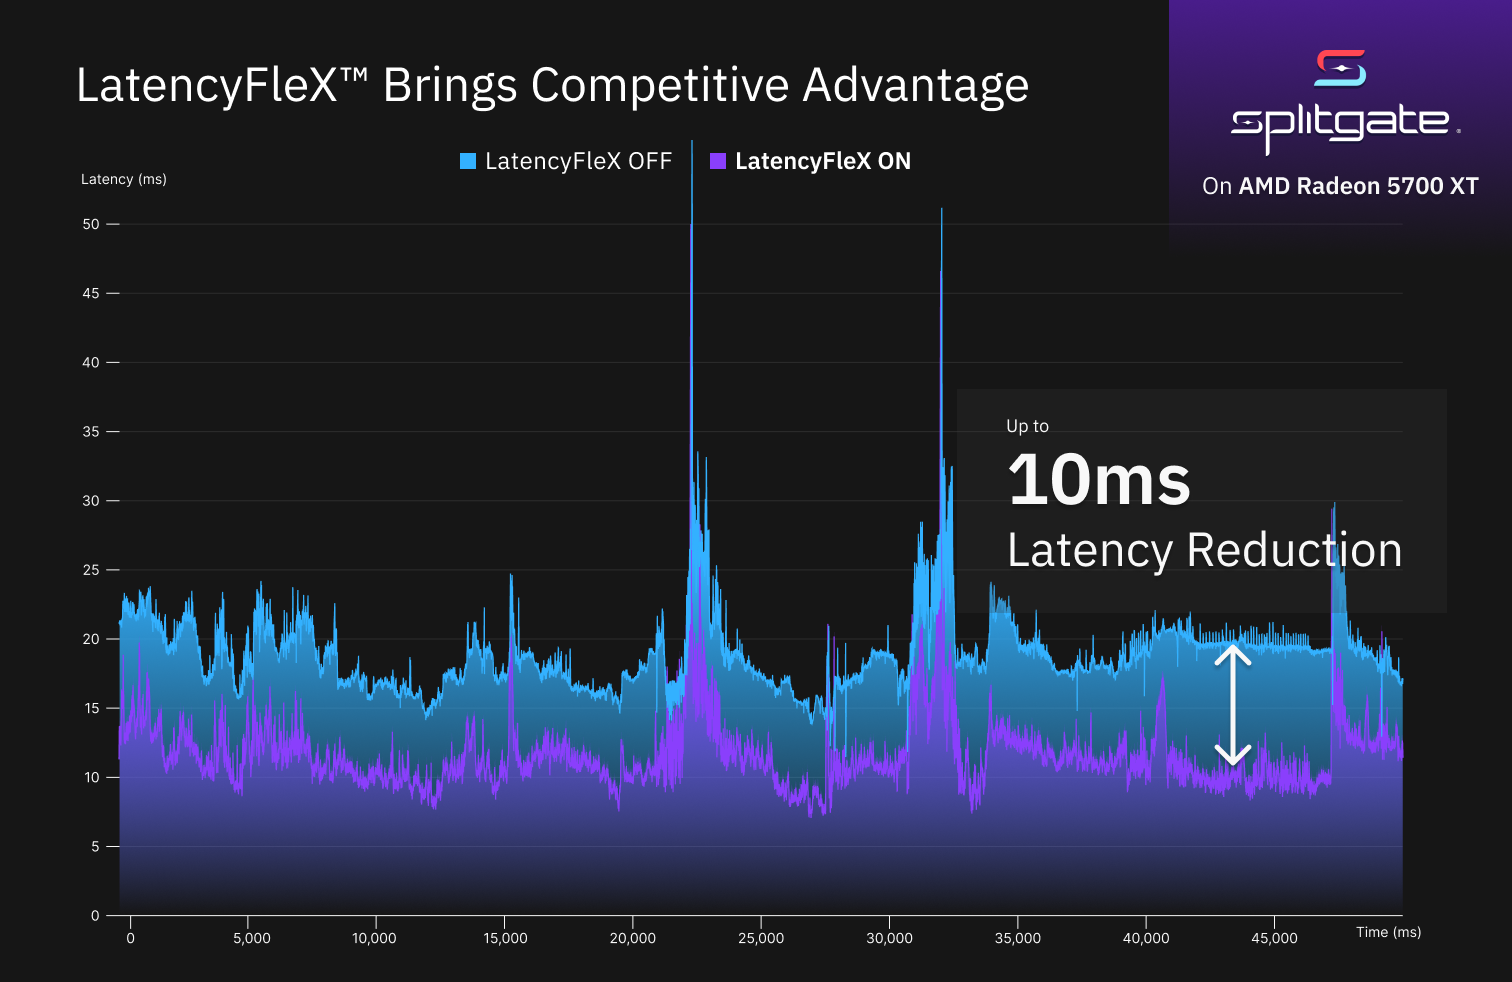 LatencyFleX™ Brings Competitive Advantage
splitgate
On AMD Radeon 5700 XT
LatencyFleX OFF
LatencyFleX ON
Latency (ms)
50
45
40
35
30
25
20
15
10
5
0
Up to
10ms
Latency Reduction
0
5,000
10,000
15,000
20,000
25,000
30,000
35,000
40,000
45,000
Time (ms)